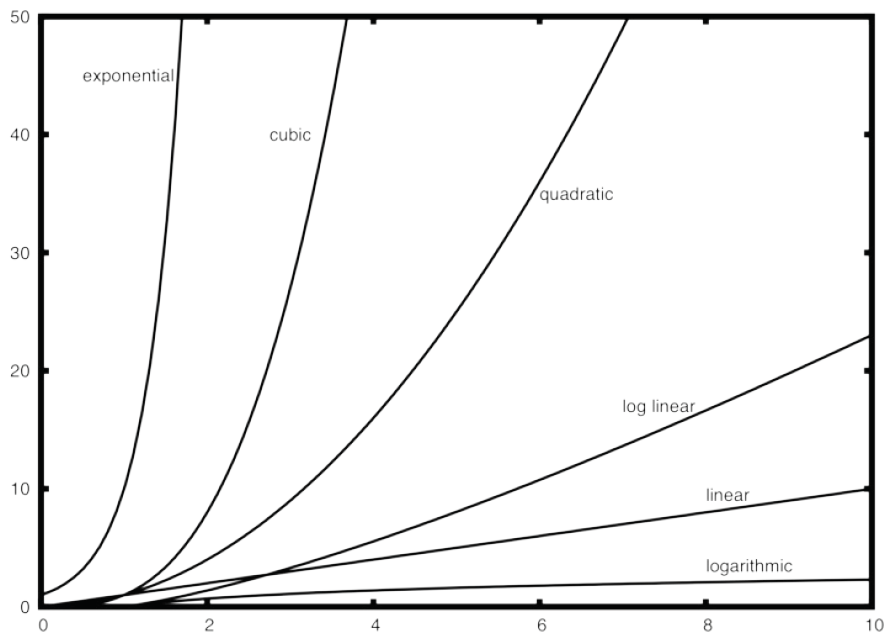 50
exponential
cubic
40
quadratic
30
20
log linear
10
linear
logarithmic
0
0 2 4 6 8 10